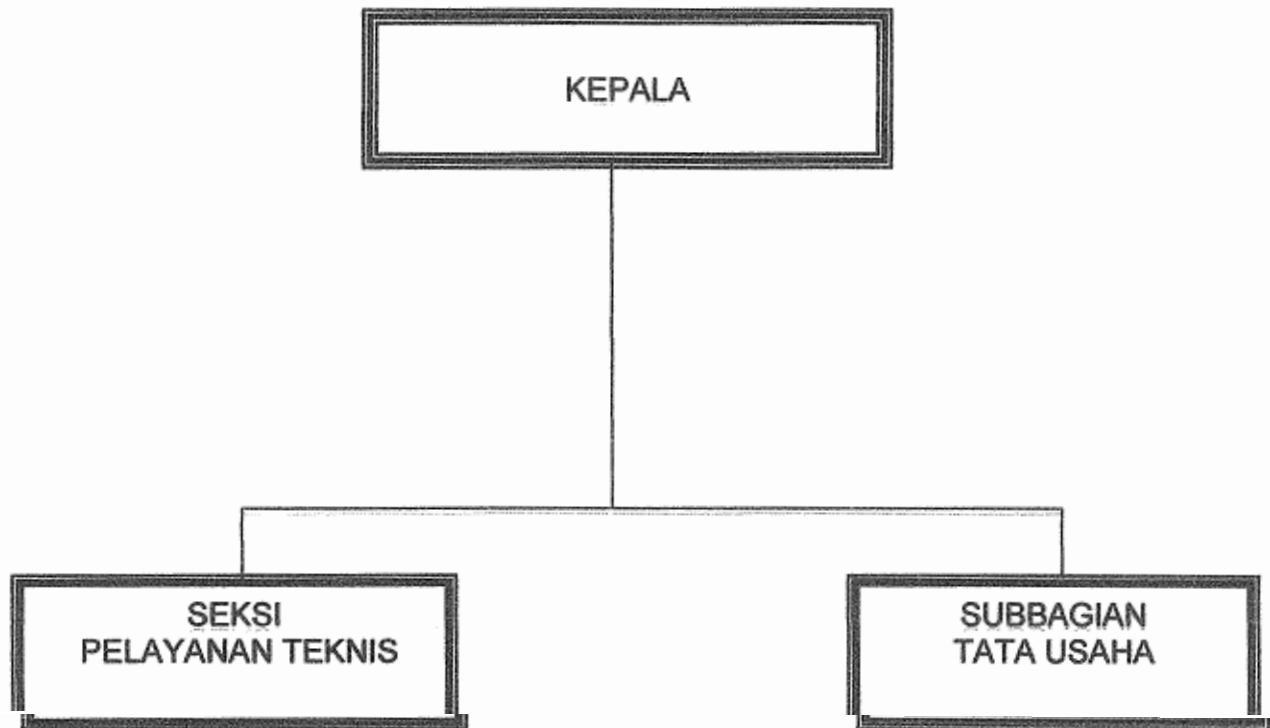 KEPALA
SEKSI
PELAYANAN TEKNIS
SUBBAGIAN
TATA USAHA